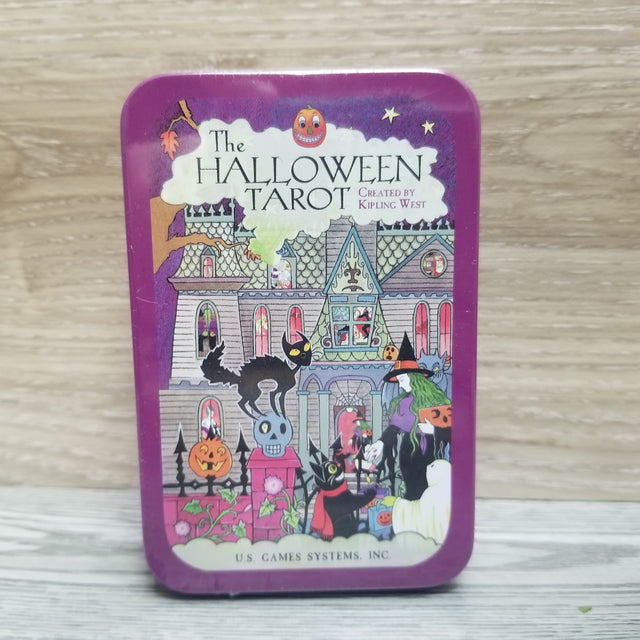 The
HALLOWEEN
TAROT
CREATED BY
KIPLING WEST
U.S. GAMES SYSTEMS, INC.